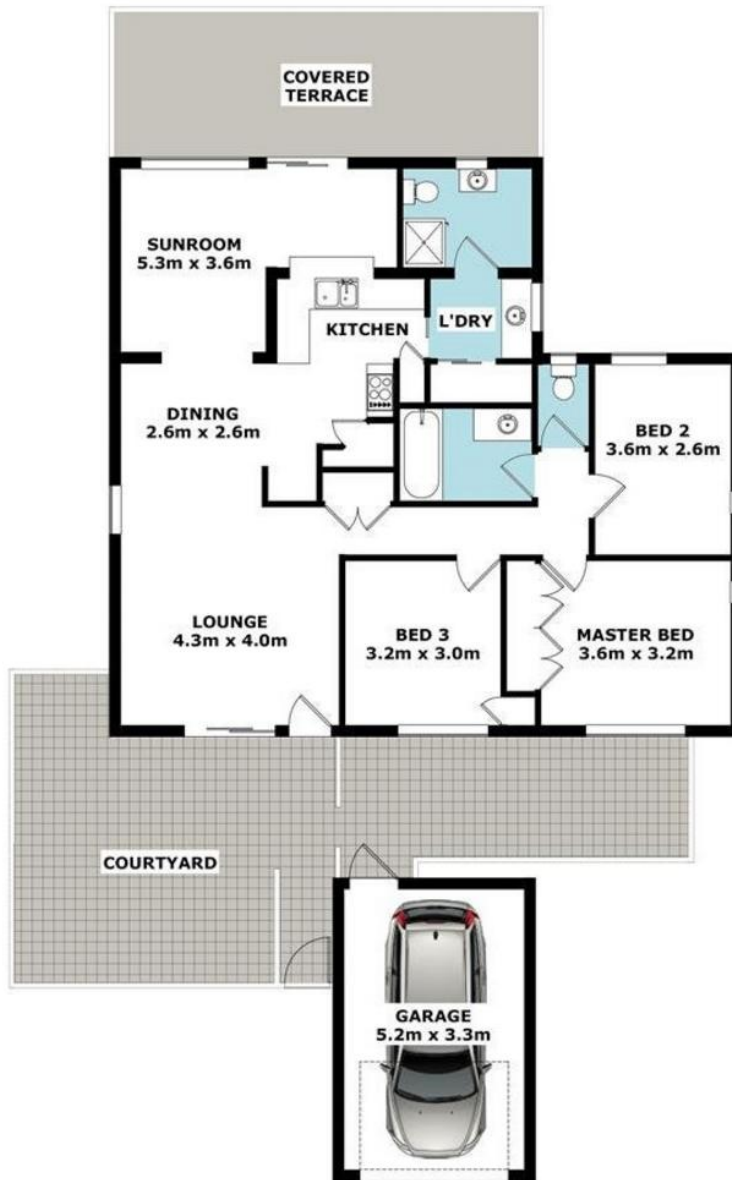 COVERED
TERRACE
SUNROOM
5.3m x 3.6m
KITCHEN
L'DRY
DINING
2.6m x 2.6m
BED 2
3.6m x 2.6m
LOUNGE
4.3m x 4.0m
BED 3
3.2m x 3.0m
MASTER BED
3.6m x 3.2m
COURTYARD
GARAGE
5.2m x 3.3m